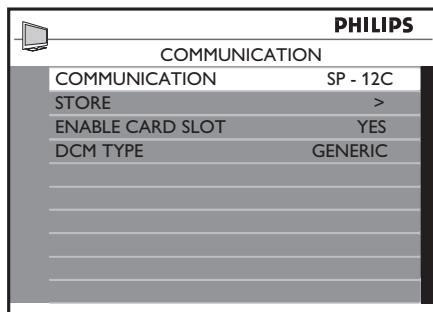 PHILIPS
COMMUNICATION
COMMUNICATION SP - 12C
STORE >
ENABLE CARD SLOT YES
DCM TYPE GENERIC